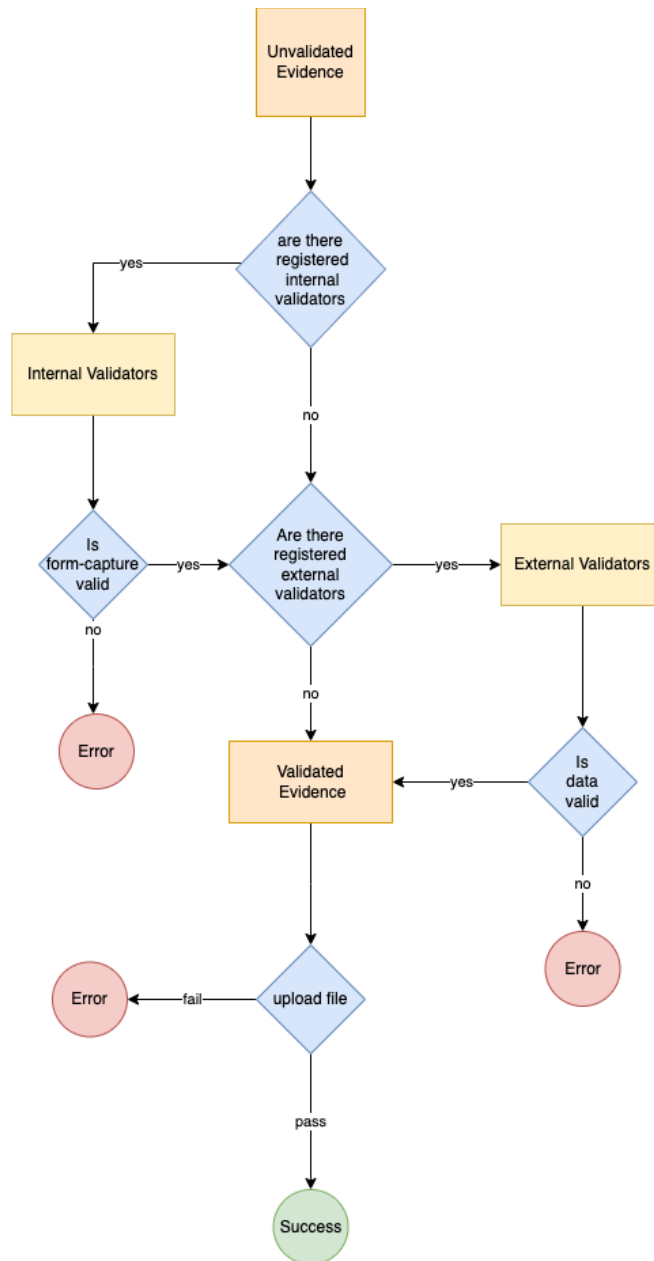 Unvalidated
Evidence
are there
registered
internal
validators
yes
Internal Validators
no
Is
form-capture
valid
yes
Are there
registered
external
validators
yes
External Validators
no
no
Error
Validated
Evidence
yes
Is
data
valid
no
Error
fail
upload file
Error
pass
Success